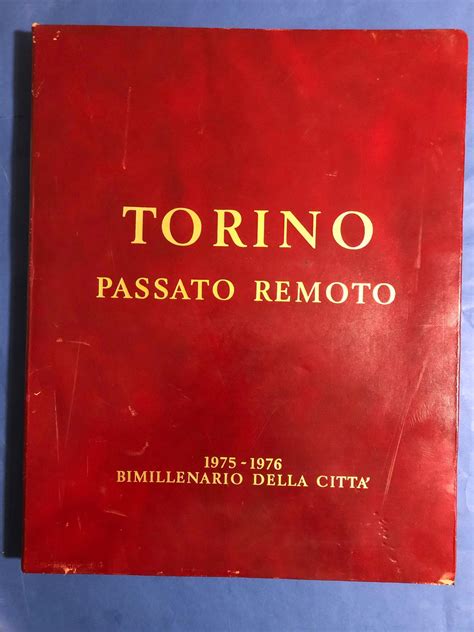 TORINO
PASSATO REMOTO
1975-1976
BIMILLENARIO DELLA CITTA'